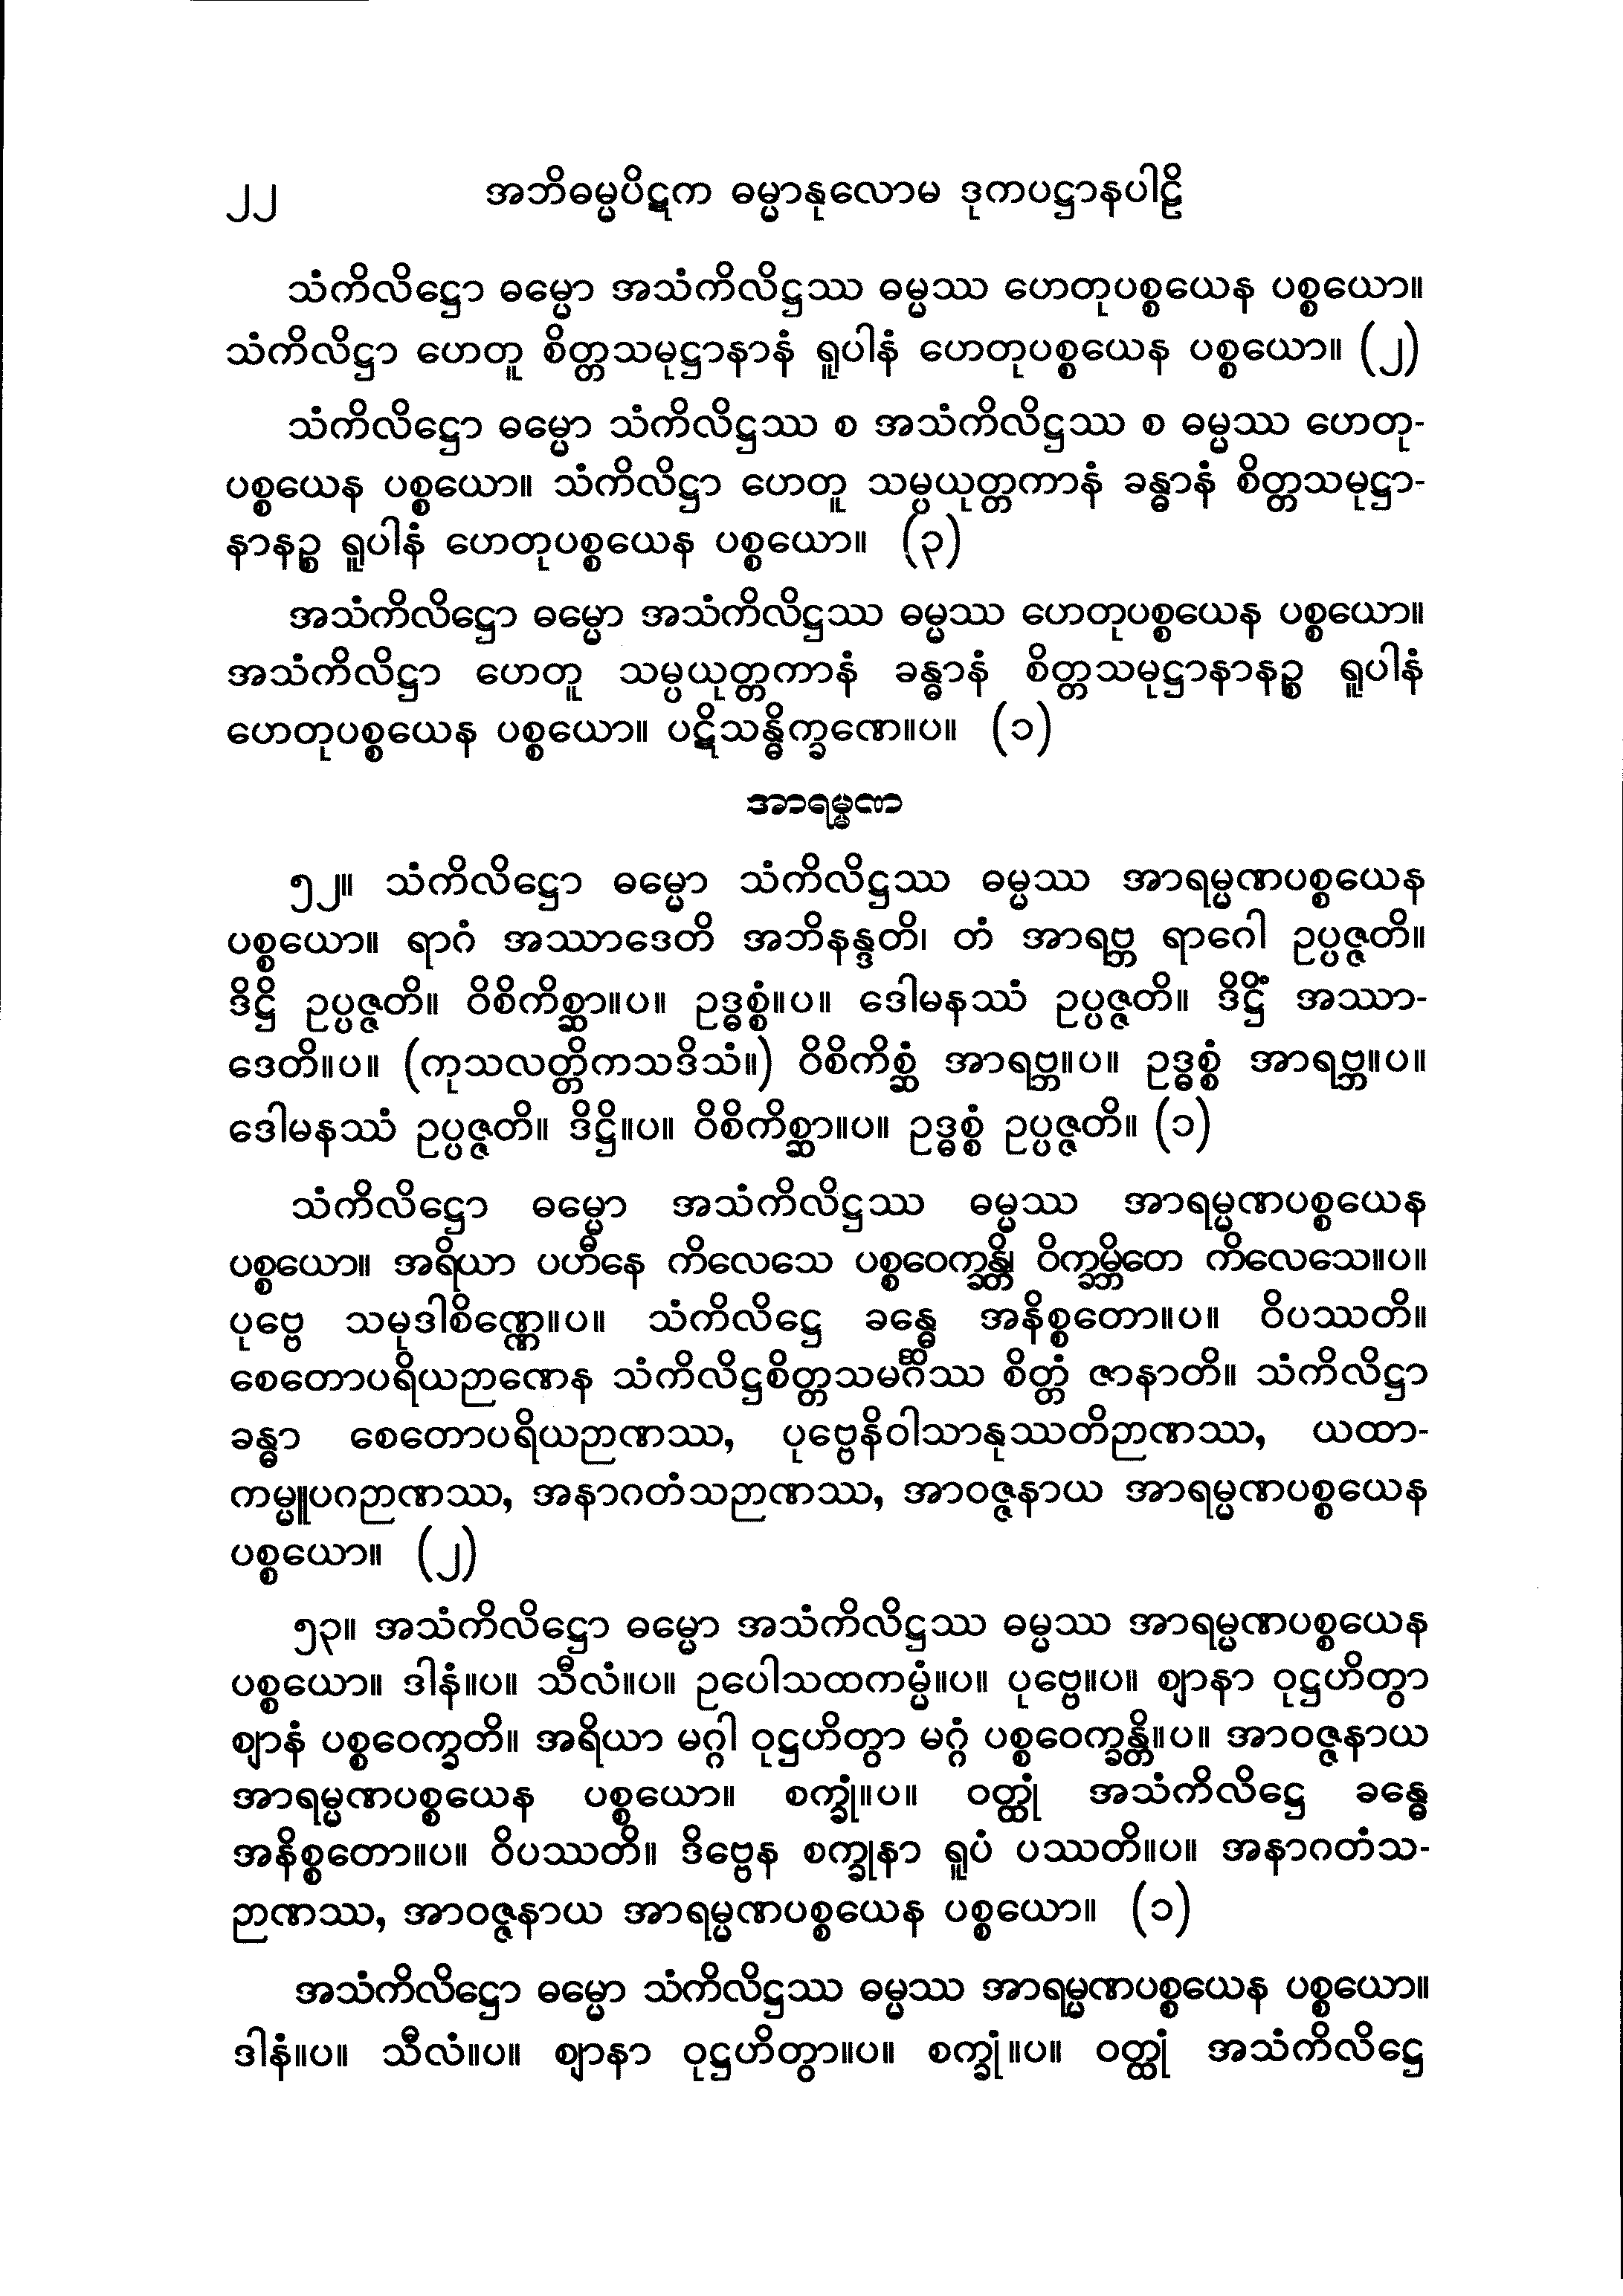 ၂၂ အဘိဓမ္မပိဋက ဓမ္မာနုလောမ ဒုကပဋ္ဌာနပါဠိ
သံကိလိဋ္ဌော ဓမ္မော အသံကိလိဋ္ဌဿ ဓမ္မဿ ဟေတုပစ္စယေန ပစ္စယော။
သံကိလိဋ္ဌာ ဟေတူ စိတ္တသမုဋ္ဌာနာနံ ရူပါနံ ဟေတုပစ္စယေန ပစ္စယော။ (၂)
သံကိလိဋ္ဌော ဓမ္မော သံကိလိဋ္ဌဿ စ အသံကိလိဋ္ဌဿ စ ဓမ္မဿ ဟေတု-
ပစ္စယေန ပစ္စယော။ သံကိလိဋ္ဌာ ဟေတူ သမ္ပယုတ္တကာနံ ခန္ဓာနံ စိတ္တသမုဋ္ဌာ-
နာနဉ္စ ရူပါနံ ဟေတုပစ္စယေန ပစ္စယော။ (၃)
အသံကိလိဋ္ဌော ဓမ္မော အသံကိလိဋ္ဌဿ ဓမ္မဿ ဟေတုပစ္စယေန ပစ္စယော။
အသံကိလိဋ္ဌာ ဟေတူ သမ္ပယုတ္တကာနံ ခန္ဓာနံ စိတ္တသမုဋ္ဌာနာနဉ္စ ရူပါနံ
ဟေတုပစ္စယေန ပစ္စယော။ ပဋိသန္ဓိက္ခဏေ။ပ။ (၁)
အာရမ္မဏ
၅၂။ သံကိလိဋ္ဌော ဓမ္မော သံကိလိဋ္ဌဿ ဓမ္မဿ အာရမ္မဏပစ္စယေန
ပစ္စယော။ ရာဂံ အဿာဒေတိ အဘိနန္ဒတိ၊ တံ အာရဗ္ဘ ရာဂေါ ဥပ္ပဇ္ဇတိ။
ဒိဋ္ဌိ ဥပ္ပဇ္ဇတိ။ ဝိစိကိစ္ဆာ။ပ။ ဥဒ္ဓစ္စံ။ပ။ ဒေါမနဿံ ဥပ္ပဇ္ဇတိ။ ဒိဋ္ဌိံ အဿာ-
ဒေတိ။ပ။ (ကုသလတ္တိကသဒိသံ။) ဝိစိကိစ္ဆံ အာရဗ္ဘ။ပ။ ဥဒ္ဓစ္စံ အာရဗ္ဘ။ပ။
ဒေါမနဿံ ဥပ္ပဇ္ဇတိ။ ဒိဋ္ဌိ။ပ။ ဝိစိကိစ္ဆာ။ပ။ ဥဒ္ဓစ္စံ ဥပ္ပဇ္ဇတိ။ (၁)
သံကိလိဋ္ဌော ဓမ္မော အသံကိလိဋ္ဌဿ ဓမ္မဿ အာရမ္မဏပစ္စယေန
ပစ္စယော။ အရိယာ ပဟီနေ ကိလေသေ ပစ္စဝေက္ခန္တိ၊ ဝိက္ခမ္ဘိတေ ကိလေသေ။ပ။
ပုဗ္ဗေ သမုဒါစိဏ္ဏေ။ပ။ သံကိလိဋ္ဌေ ခန္ဓေ အနိစ္စတော။ပ။ ဝိပဿတိ။
စေတောပရိယဉာဏေန သံကိလိဋ္ဌစိတ္တသမင်္ဂိဿ စိတ္တံ ဇာနာတိ။ သံကိလိဋ္ဌာ
ခန္ဓာ စေတောပရိယဉာဏဿ, ပုဗ္ဗေနိဝါသာနုဿတိဉာဏဿ, ယထာ-
ကမ္မူပဂဉာဏဿ, အနာဂတံသဉာဏဿ, အာဝဇ္ဇနာယ အာရမ္မဏပစ္စယေန
ပစ္စယော။ (၂)
၅၃။ အသံကိလိဋ္ဌော ဓမ္မော အသံကိလိဋ္ဌဿ ဓမ္မဿ အာရမ္မဏပစ္စယေန
ပစ္စယော။ ဒါနံ။ပ။ သီလံ။ပ။ ဥပေါသထကမ္မံ။ပ။ ပုဗ္ဗေ။ပ။ ဈာနာ ဝုဋ္ဌဟိတွာ
ဈာနံ ပစ္စဝေက္ခတိ။ အရိယာ မဂ္ဂါ ဝုဋ္ဌဟိတွာ မဂ္ဂံ ပစ္စဝေက္ခန္တိ။ပ။ အာဝဇ္ဇနာယ
အာရမ္မဏပစ္စယေန ပစ္စယော။ စက္ခုံ။ပ။ ဝတ္ထုံ အသံကိလိဋ္ဌေ ခန္ဓေ
အနိစ္စတော။ပ။ ဝိပဿတိ။ ဒိဗ္ဗေန စက္ခုနာ ရူပံ ပဿတိ။ပ။ အနာဂတံသ-
ဉာဏဿ, အာဝဇ္ဇနာယ အာရမ္မဏပစ္စယေန ပစ္စယော။ (၁)
အသံကိလိဋ္ဌော ဓမ္မော သံကိလိဋ္ဌဿ ဓမ္မဿ အာရမ္မဏပစ္စယေန ပစ္စယော။
ဒါနံ။ပ။ သီလံ။ပ။ ဈာနာ ဝုဋ္ဌဟိတွာ။ပ။ စက္ခုံ။ပ။ ဝတ္ထုံ အသံကိလိဋ္ဌေ